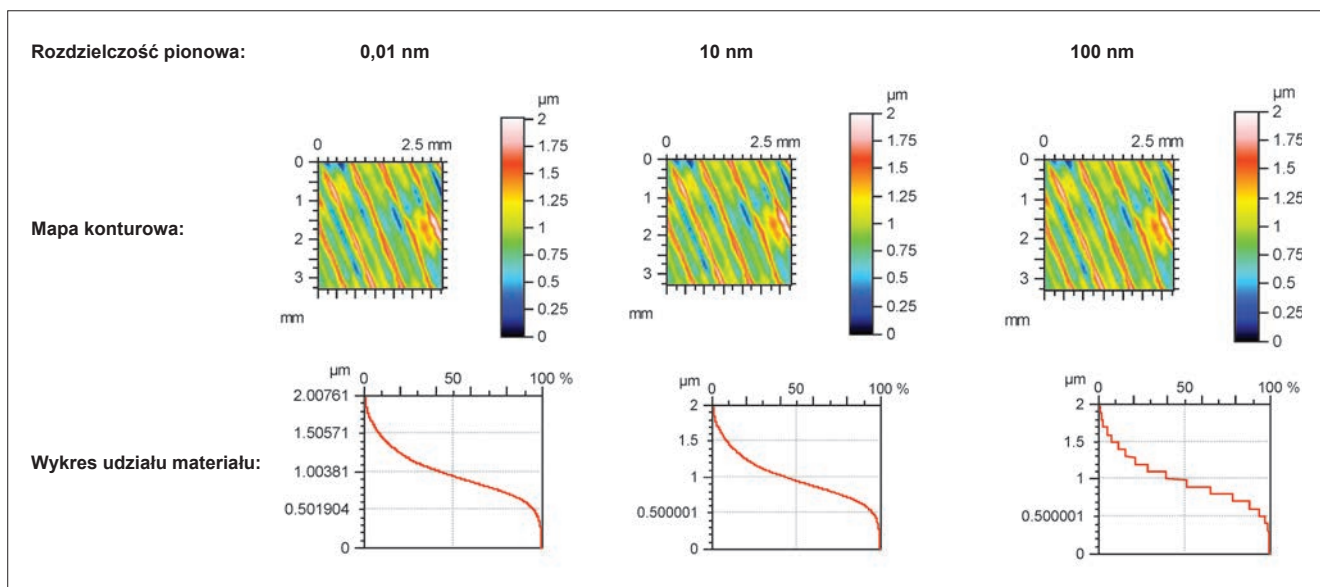 Rozdzielczość pionowa: 0,01 nm 10 nm 100 nm
µm µm µm
0 2.5 mm 0 2.5 mm 0 2.5 mm
2 2 2
1.75 1.75 1.75
1.5 1.5 1.5
1.25 1.25 1.25
1 1 1
0.75 0.75 0.75
0.5 0.5 0.5
0.25 0.25 0.25
0 0 0
0 0 0
1 1 1
Mapa konturowa:
2 2 2
3 3 3
mm mm mm
µm 0 50 100 % µm 0 50 100 % µm 0 50 100 %
2.00761 2 2
1.50571 1.5 1.5
Wykres udziału materiału: 1.00381 1 1
0.501904 0.500001 0.500001
0 0 0